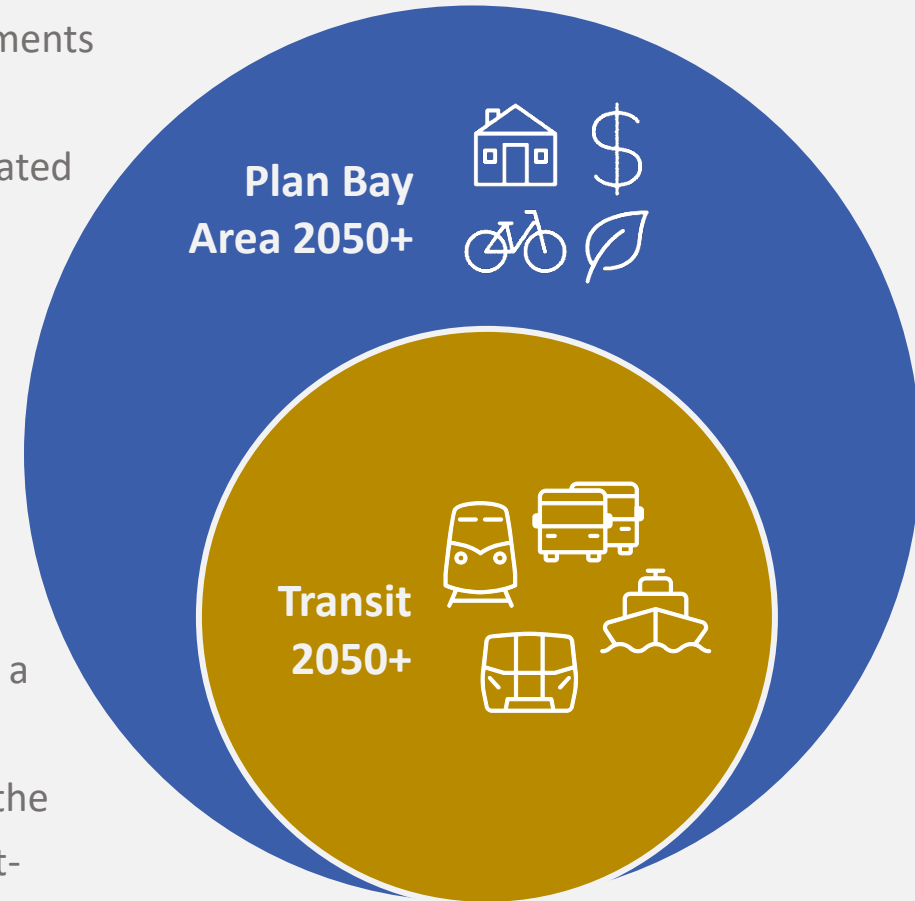 ments
ated
Plan Bay
Area 2050+
Transit
2050+
a
the
t-